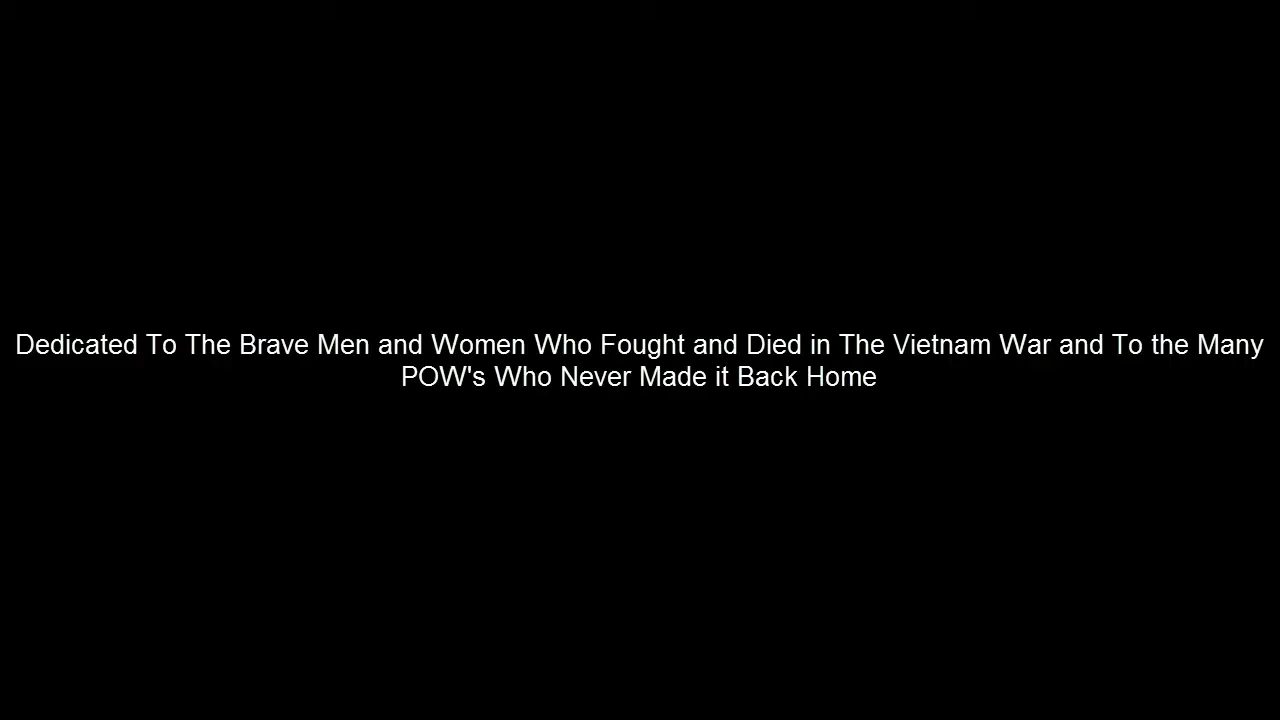 Dedicated To The Brave Men and Women Who Fought and Died in The Vietnam War and To the Many
POW's Who Never Made it Back Home